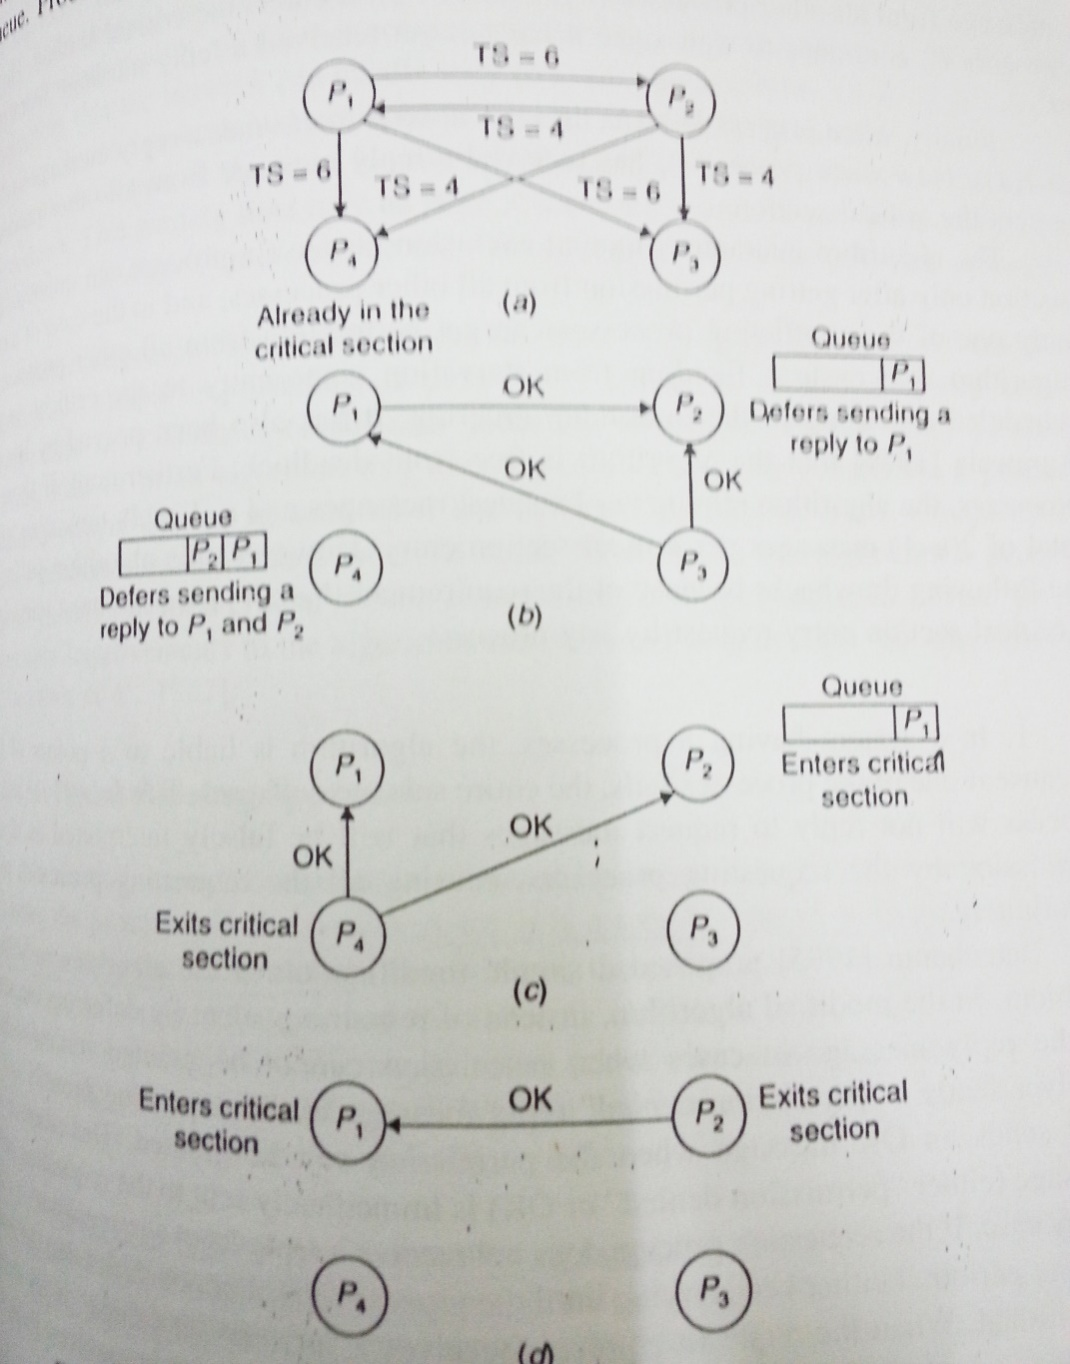 TS = 6
P1 P2
TS = 4
TS = 6 TS = 4 TS = 6 TS = 4
P4 P3
Already in the
critical section
(a)
Queue
P1
P1 OK P2
Defers sending a
reply to P1
OK
OK
Queue
P2 P1
P4 P3
Defers sending a
reply to P1 and P2
(b)
Queue
P1
P1 P2
Enters critical
section
OK
OK
Exits critical
section
P4 P3
(c)
Enters critical
section
P1 OK P2
Exits critical
section
P4 P3
(d)